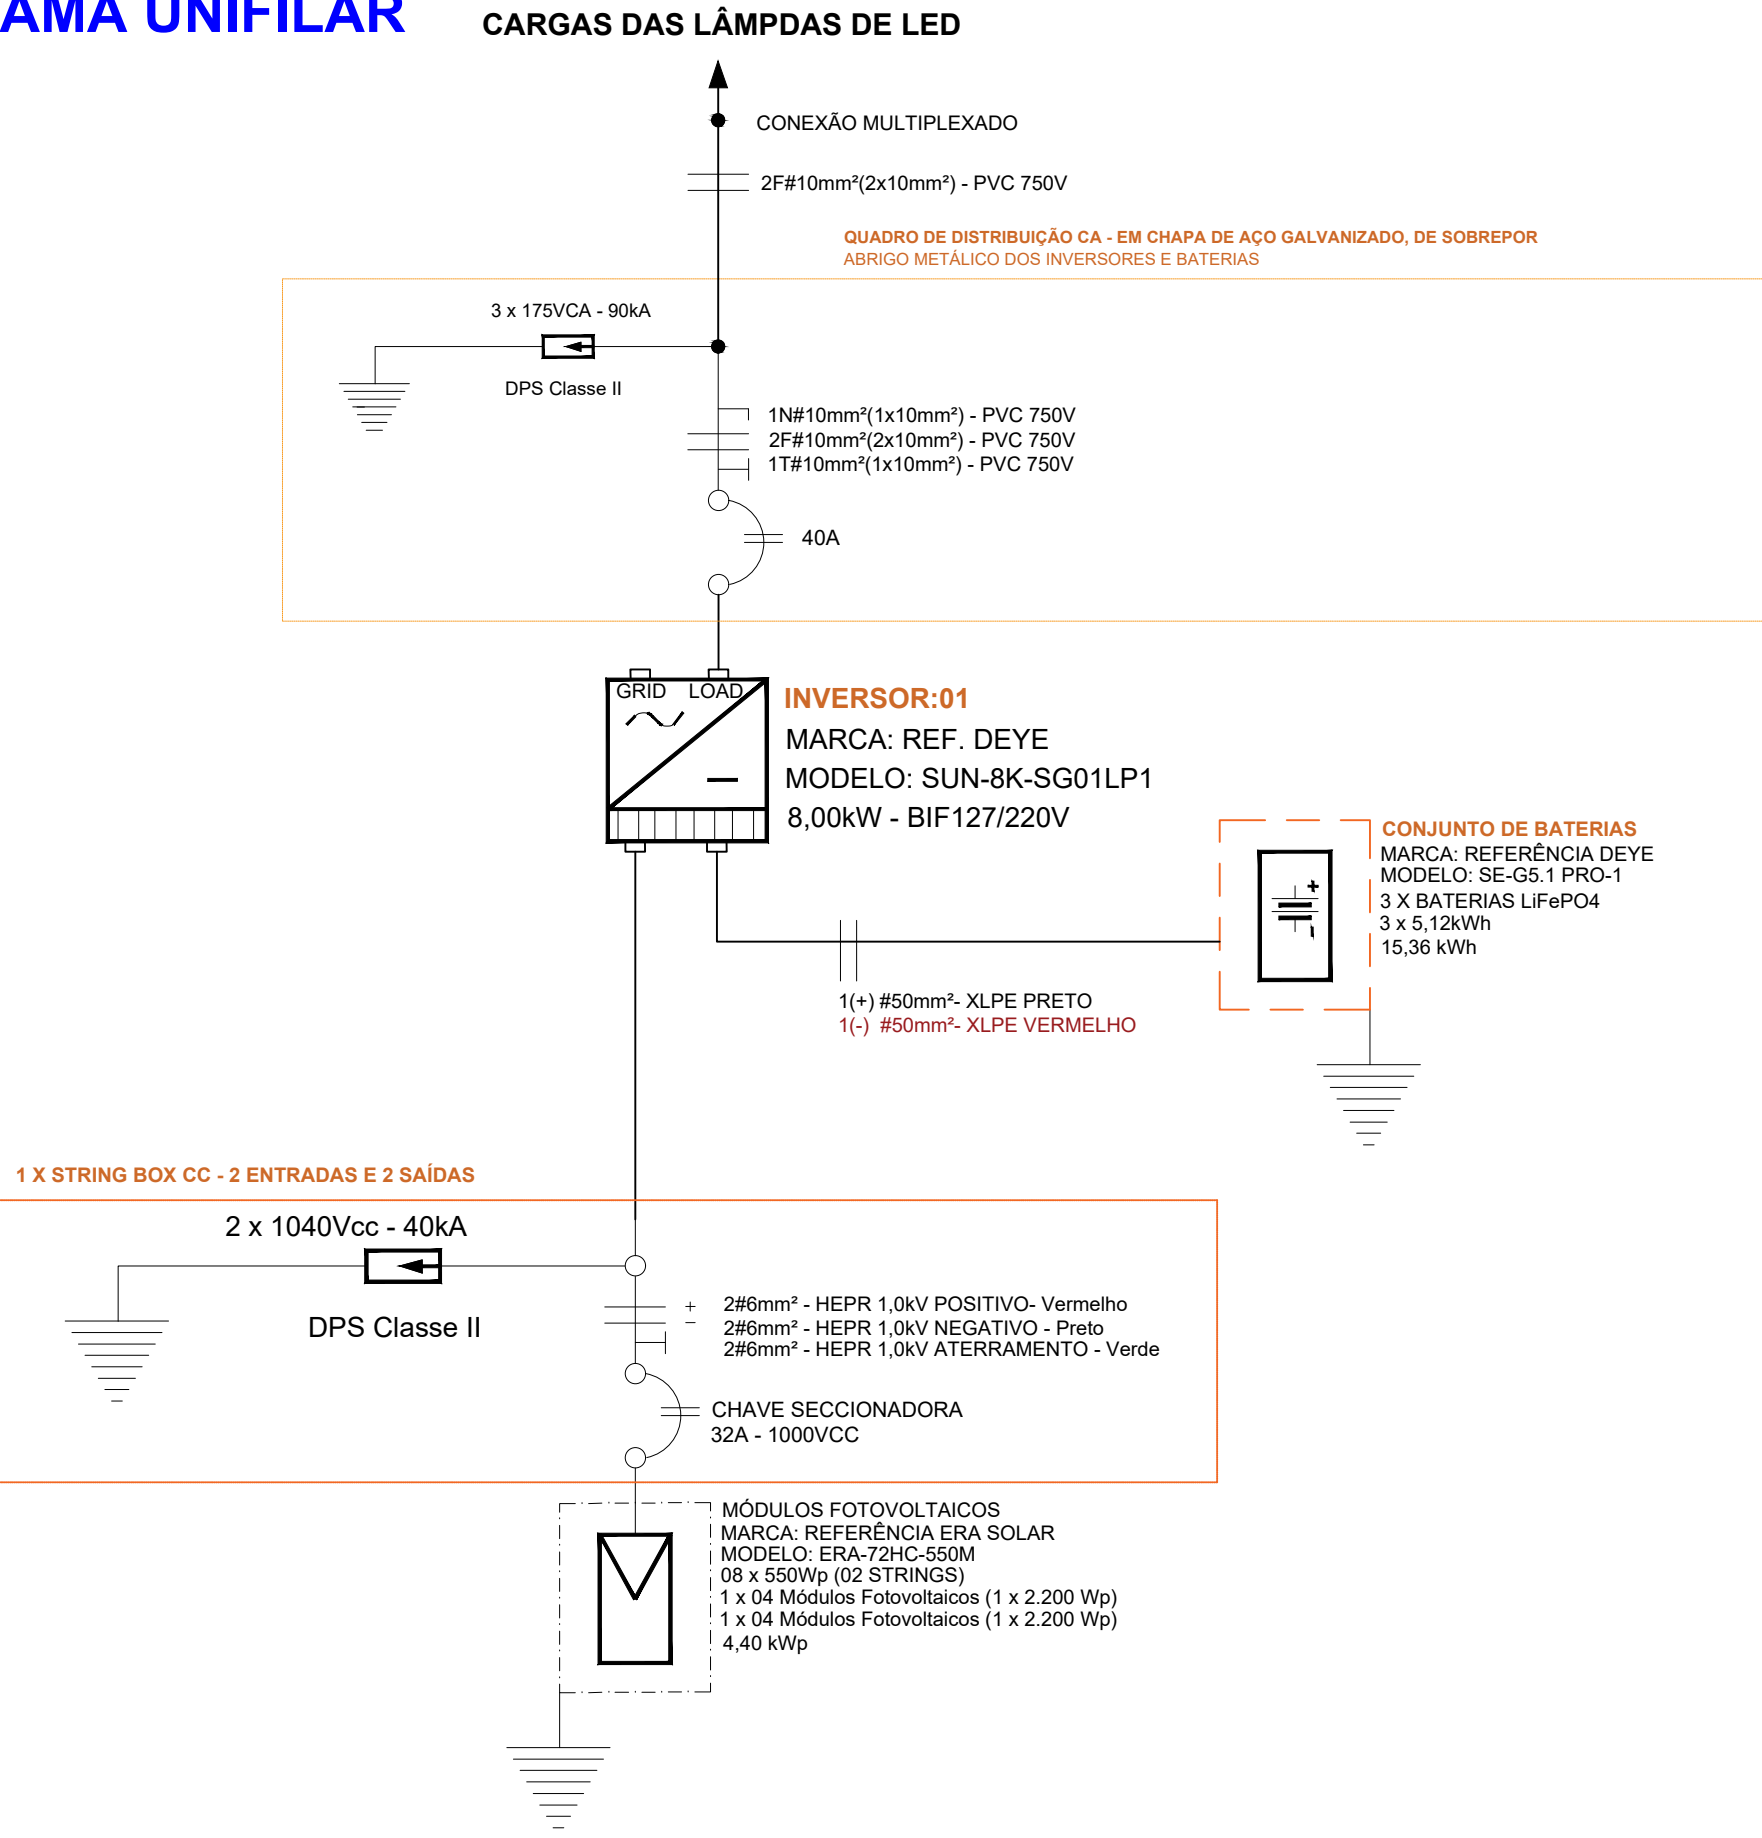 AMA UNIFILAR
CARGAS DAS LÂMPDAS DE LED
CONEXÃO MULTIPLEXADO
2F#10mm²(2x10mm²) - PVC 750V
QUADRO DE DISTRIBUIÇÃO CA - EM CHAPA DE AÇO GALVANIZADO, DE SOBREPOR
ABRIGO METÁLICO DOS INVERSORES E BATERIAS
3 x 175VCA - 90kA
DPS Classe II
1N#10mm²(1x10mm²) - PVC 750V
2F#10mm²(2x10mm²) - PVC 750V
1T#10mm²(1x10mm²) - PVC 750V
40A
GRID LOAD
INVERSOR:01
MARCA: REF. DEYE
MODELO: SUN-8K-SG01LP1
8,00kW - BIF127/220V
CONJUNTO DE BATERIAS
MARCA: REFERÊNCIA DEYE
MODELO: SE-G5.1 PRO-1
3 X BATERIAS LiFePO4
3 x 5,12kWh
15,36 kWh
1(+) #50mm²- XLPE PRETO
1(-) #50mm²- XLPE VERMELHO
1 X STRING BOX CC - 2 ENTRADAS E 2 SAÍDAS
2 x 1040Vcc - 40kA
DPS Classe II
+ 2#6mm² - HEPR 1,0kV POSITIVO- Vermelho
− 2#6mm² - HEPR 1,0kV NEGATIVO - Preto
2#6mm² - HEPR 1,0kV ATERRAMENTO - Verde
CHAVE SECCIONADORA
32A - 1000VCC
MÓDULOS FOTOVOLTAICOS
MARCA: REFERÊNCIA ERA SOLAR
MODELO: ERA-72HC-550M
08 x 550Wp (02 STRINGS)
1 x 04 Módulos Fotovoltaicos (1 x 2.200 Wp)
1 x 04 Módulos Fotovoltaicos (1 x 2.200 Wp)
4,40 kWp